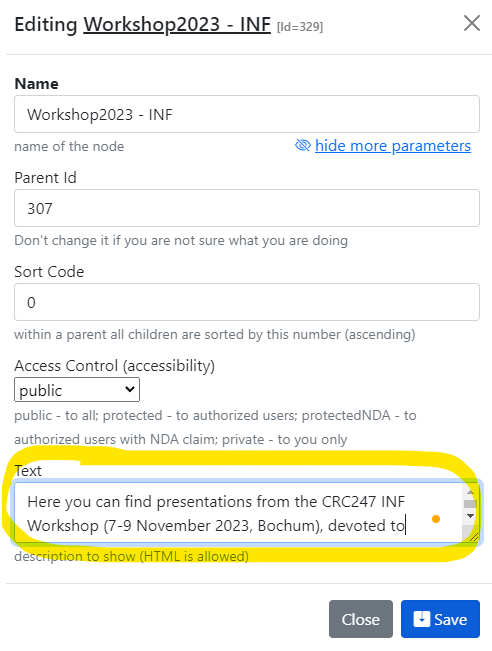 Editing Workshop2023 - INF [Id=329]
Name
Workshop2023 - INF
name of the node hide more parameters
Parent Id
307
Don't change it if you are not sure what you are doing
Sort Code
0
within a parent all children are sorted by this number (ascending)
Access Control (accessibility)
public
public - to all; protected - to authorized users; protectedNDA - to
authorized users with NDA claim; private - to you only
Text
Here you can find presentations from the CRC247 INF
Workshop (7-9 November 2023, Bochum), devoted to
description to show (HTML is allowed)
Close Save